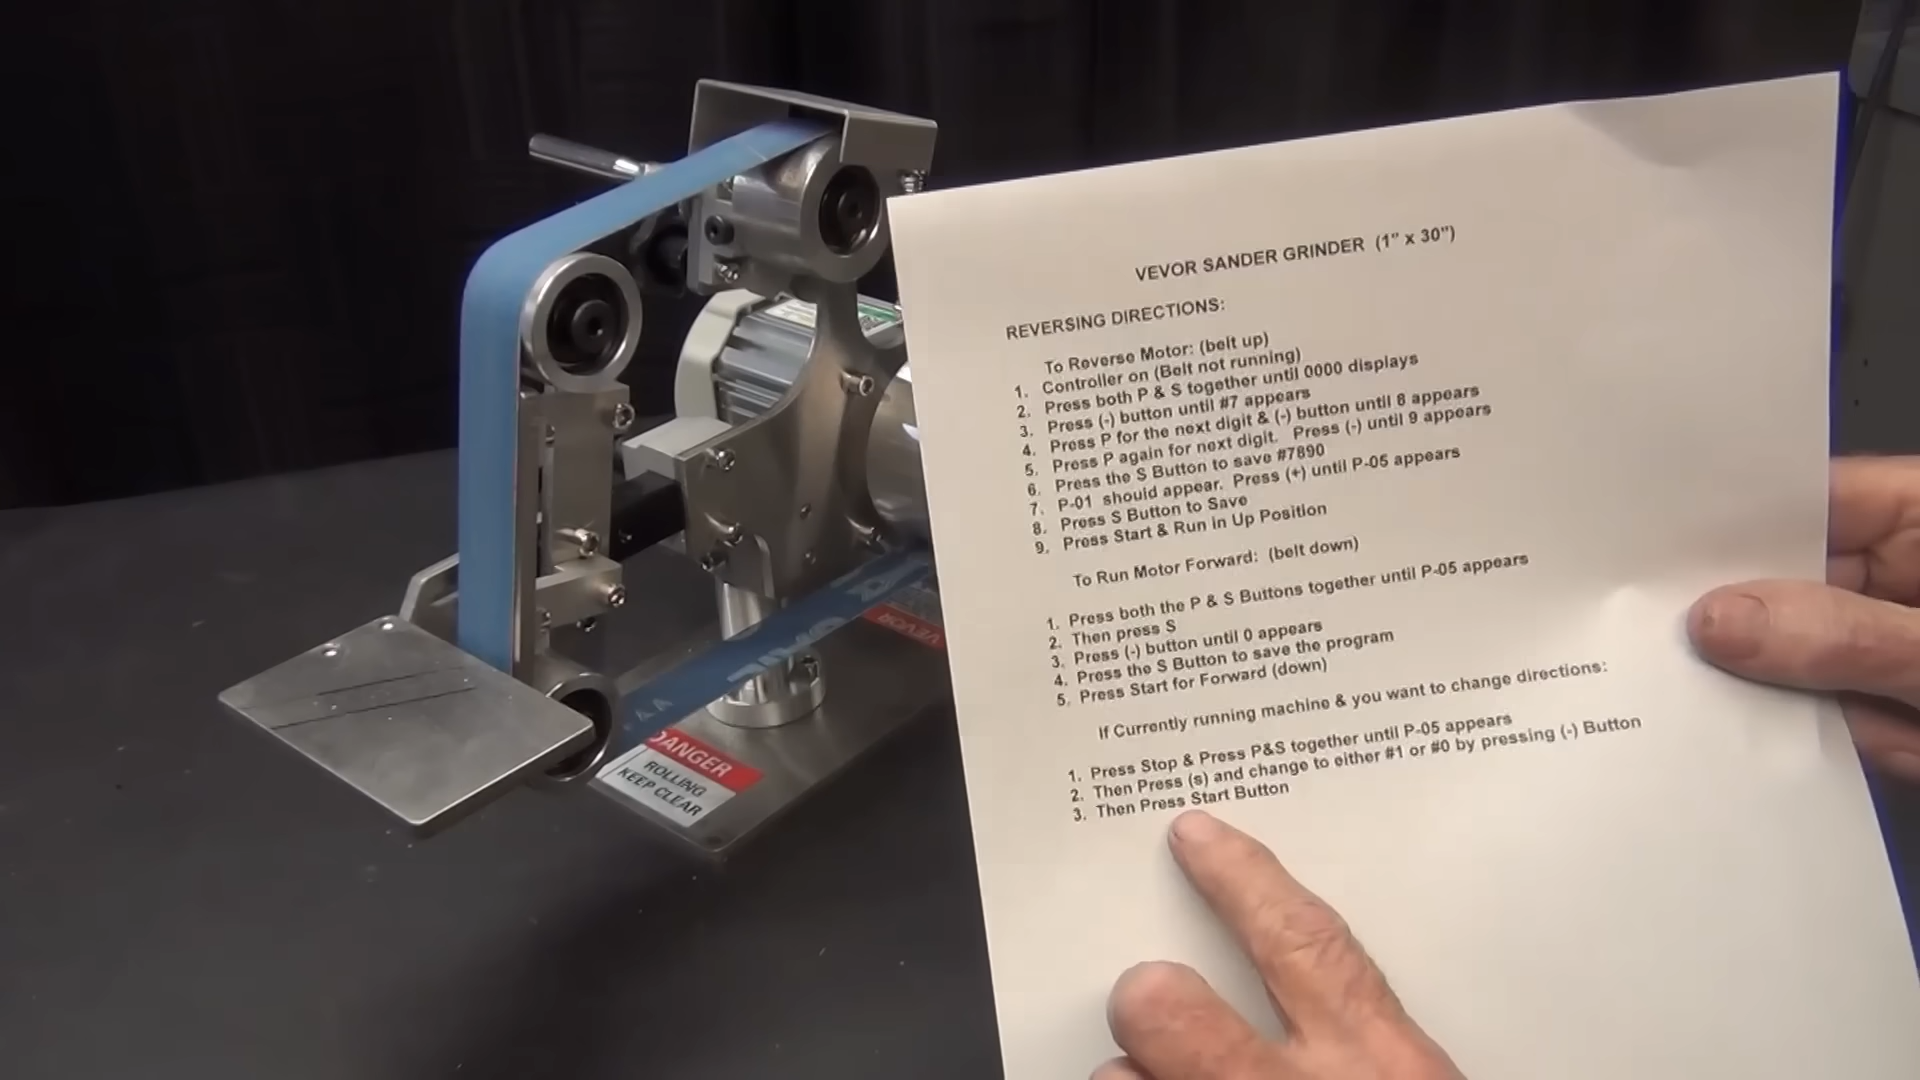 VEVOR SANDER GRINDER (1" x 30")
REVERSING DIRECTIONS:
To Reverse Motor: (belt up)
1. Controller on (Belt not running)
2. Press both P & S together until 0000 displays
3. Press (-) button until #7 appears
4. Press P for the next digit & (-) button until 8 appears
5. Press P again for next digit. Press (-) until 9 appears
6. Press the S Button to save #7890
7. P-01 should appear. Press (+) until P-05 appears
8. Press S Button to Save
9. Press Start & Run in Up Position
To Run Motor Forward: (belt down)
1. Press both the P & S Buttons together until P-05 appears
2. Then press S
3. Press (-) button until 0 appears
4. Press the S Button to save the program
5. Press Start for Forward (down)
If Currently running machine & you want to change directions:
1. Press Stop & Press P&S together until P-05 appears
2. Then Press (s) and change to either #1 or #0 by pressing (-) Button
3. Then Press Start Button
DANGER
ROLLING
KEEP CLEAR
VEVOR